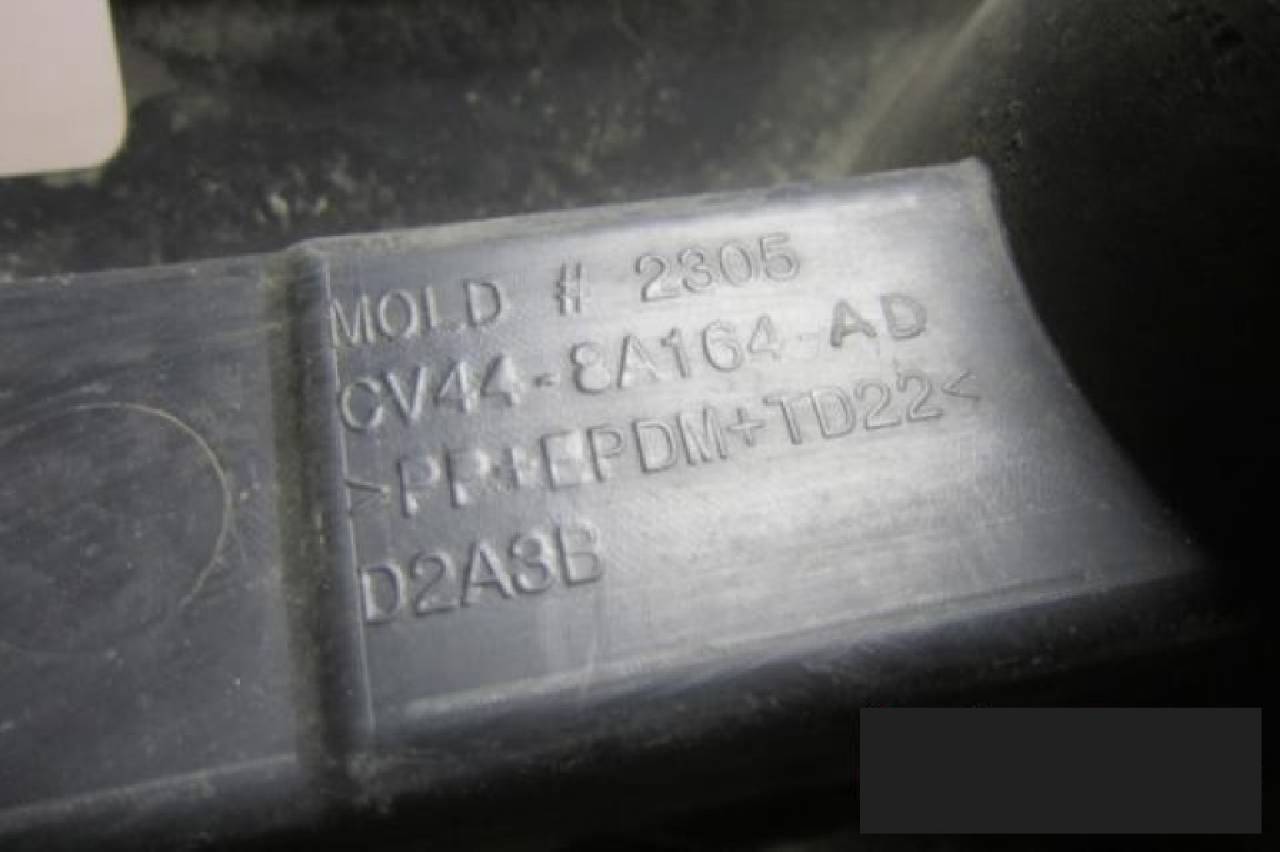 MOLD # 2305
CV44-8A164-AD
>PP+EPDM+TD22<
D2A3B